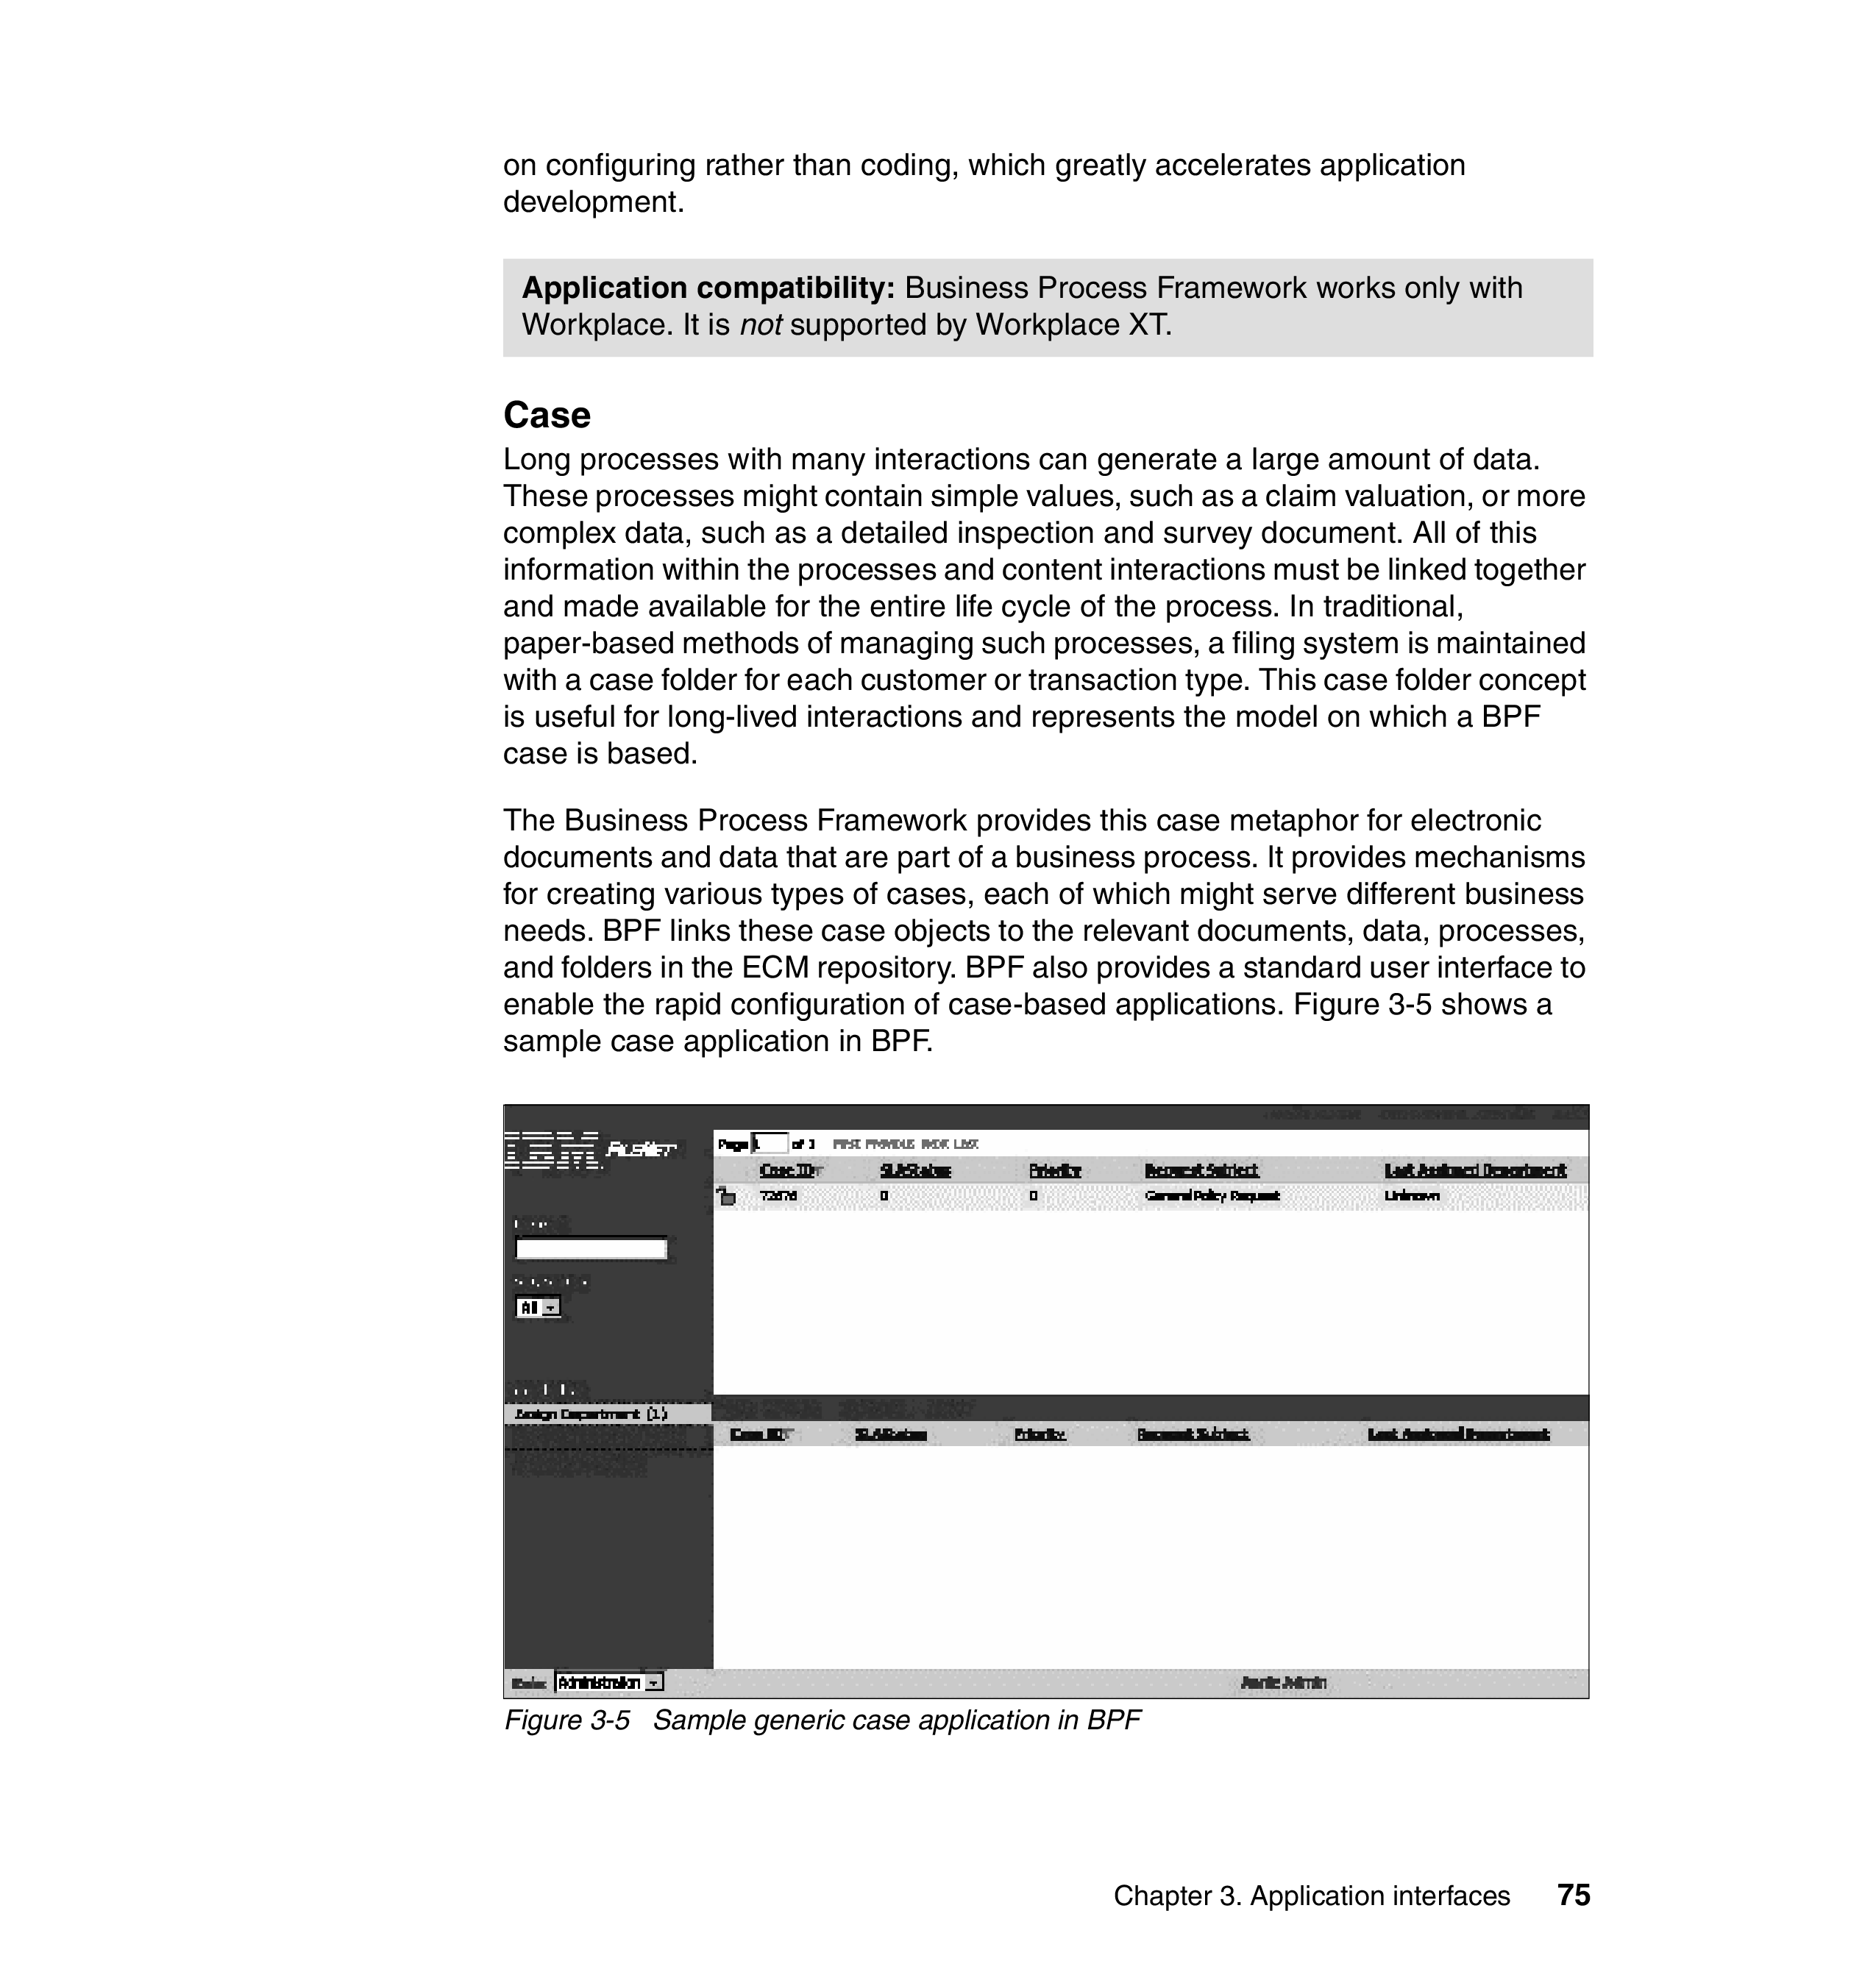 on configuring rather than coding, which greatly accelerates application
development.
Application compatibility: Business Process Framework works only with
Workplace. It is not supported by Workplace XT.
Case
Long processes with many interactions can generate a large amount of data.
These processes might contain simple values, such as a claim valuation, or more
complex data, such as a detailed inspection and survey document. All of this
information within the processes and content interactions must be linked together
and made available for the entire life cycle of the process. In traditional,
paper-based methods of managing such processes, a filing system is maintained
with a case folder for each customer or transaction type. This case folder concept
is useful for long-lived interactions and represents the model on which a BPF
case is based.
The Business Process Framework provides this case metaphor for electronic
documents and data that are part of a business process. It provides mechanisms
for creating various types of cases, each of which might serve different business
needs. BPF links these case objects to the relevant documents, data, processes,
and folders in the ECM repository. BPF also provides a standard user interface to
enable the rapid configuration of case-based applications. Figure 3-5 shows a
sample case application in BPF.
Page 1 of 1 FIRST PREVIOUS NEXT LAST
Case ID SLAStatus Priority Request Subject Last Assigned Department
0 0 General Policy Request Unknown
All
Assign Department (1)
Case ID SLAStatus Priority Request Subject Last Assigned Department
Administration
Figure 3-5 Sample generic case application in BPF
Chapter 3. Application interfaces 75